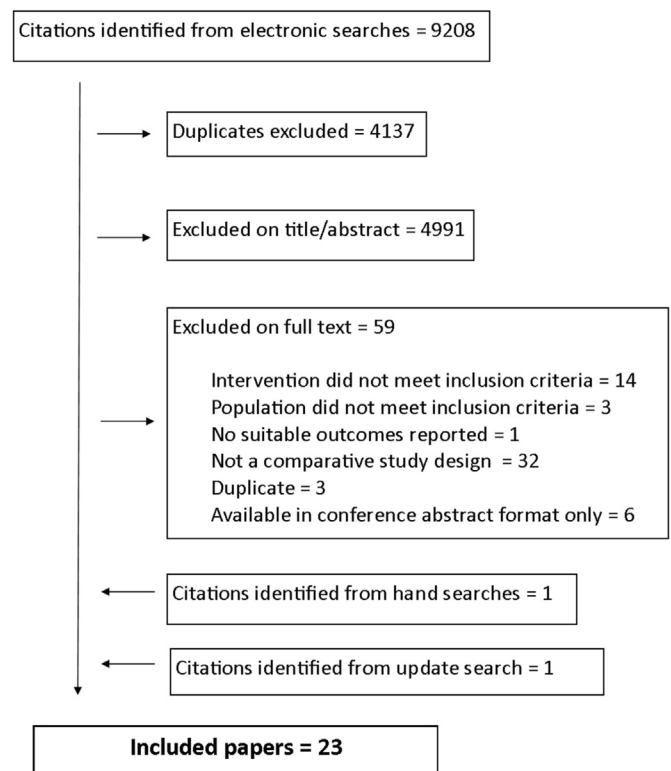 Citations identified from electronic searches = 9208
Duplicates excluded = 4137
Excluded on title/abstract = 4991
Excluded on full text = 59
Intervention did not meet inclusion criteria = 14
Population did not meet inclusion criteria = 3
No suitable outcomes reported = 1
Not a comparative study design = 32
Duplicate = 3
Available in conference abstract format only = 6
Citations identified from hand searches = 1
Citations identified from update search = 1
Included papers = 23